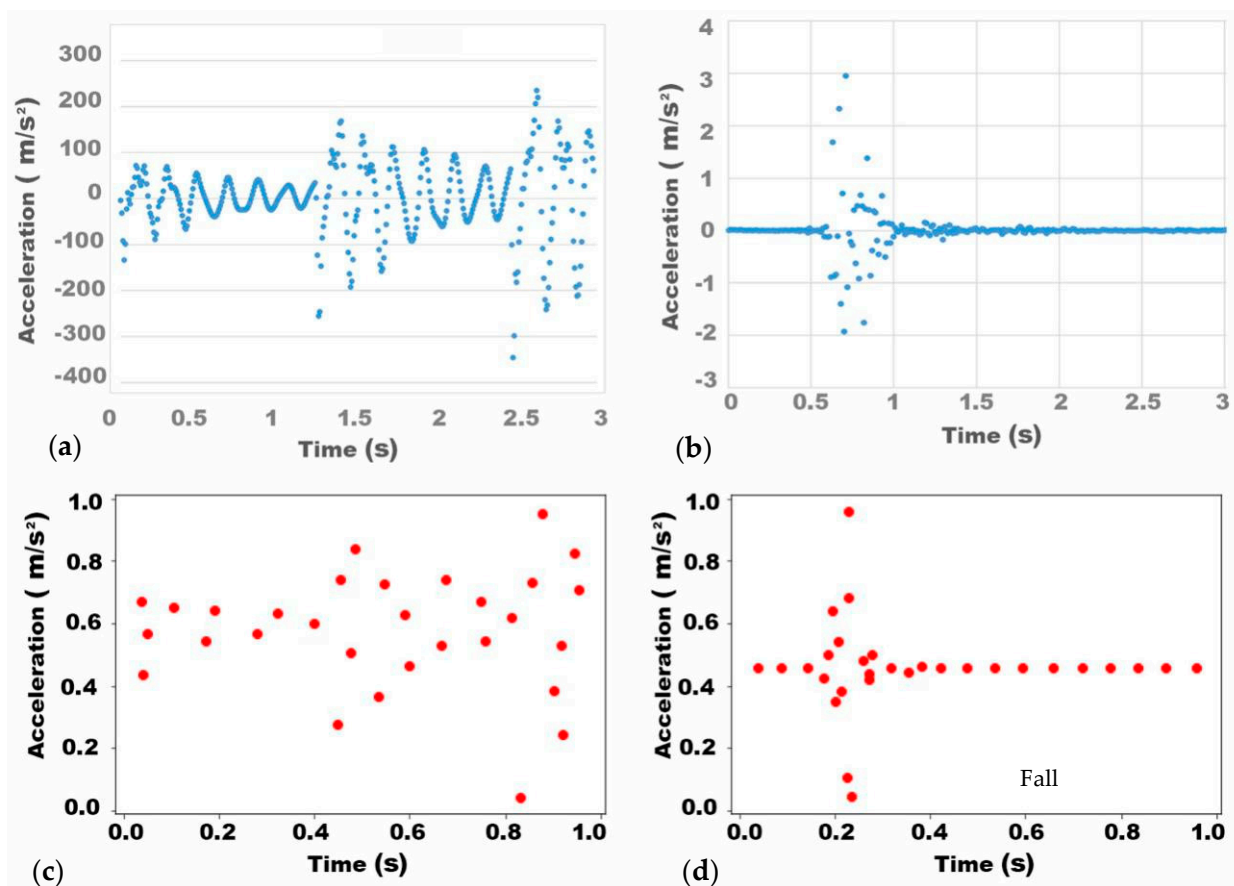 300
200
100
0
-100
-200
-300
-400
Acceleration ( m/s²)
0 0.5 1 1.5 2 2.5 3
Time (s)
(a)
4
3
2
1
0
-1
-2
-3
Acceleration ( m/s²)
0 0.5 1 1.5 2 2.5 3
Time (s)
(b)
1.0
0.8
0.6
0.4
0.2
0.0
Acceleration ( m/s²)
0.0 0.2 0.4 0.6 0.8 1.0
Time (s)
(c)
1.0
0.8
0.6
0.4
0.2
0.0
Acceleration ( m/s²)
Fall
0.0 0.2 0.4 0.6 0.8 1.0
Time (s)
(d)